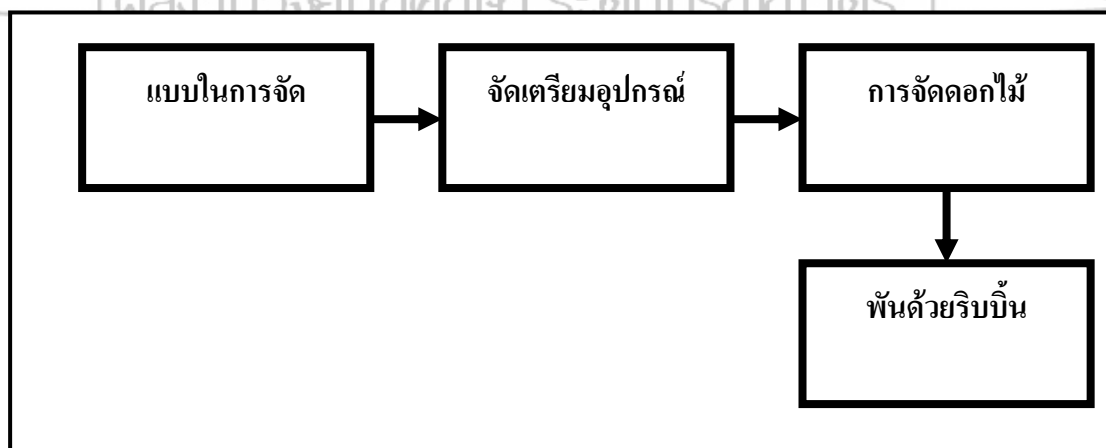 แบบในการจัด
จัดเตรียมอุปกรณ์
การจัดดอกไม้
พันด้วยริบบิ้น